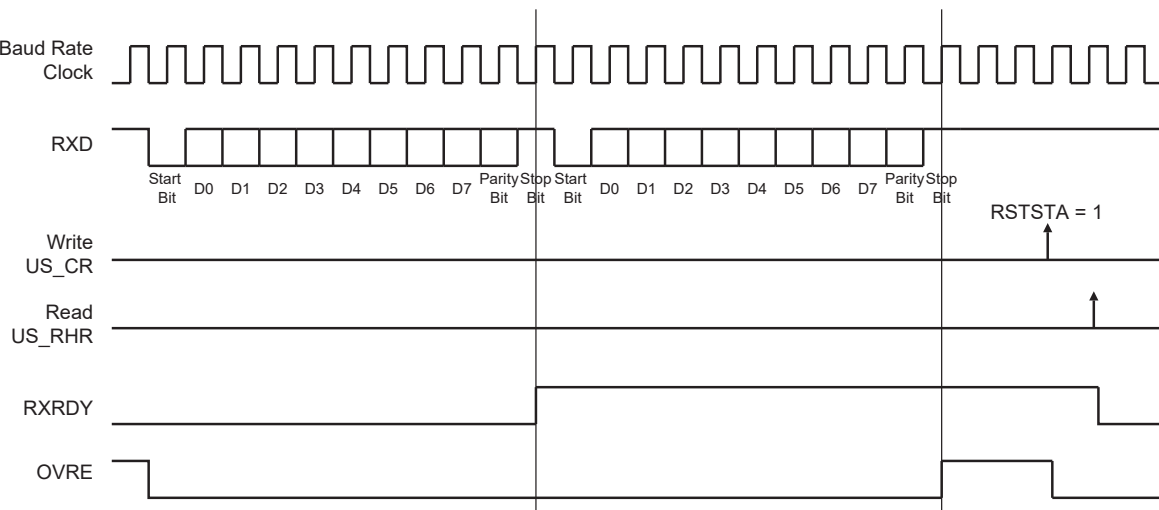 Baud Rate
Clock
RXD
Start
Bit
D0
D1
D2
D3
D4
D5
D6
D7
Parity
Bit
Stop
Bit
Start
Bit
D0
D1
D2
D3
D4
D5
D6
D7
Parity
Bit
Stop
Bit
RSTSTA = 1
Write
US_CR
Read
US_RHR
RXRDY
OVRE